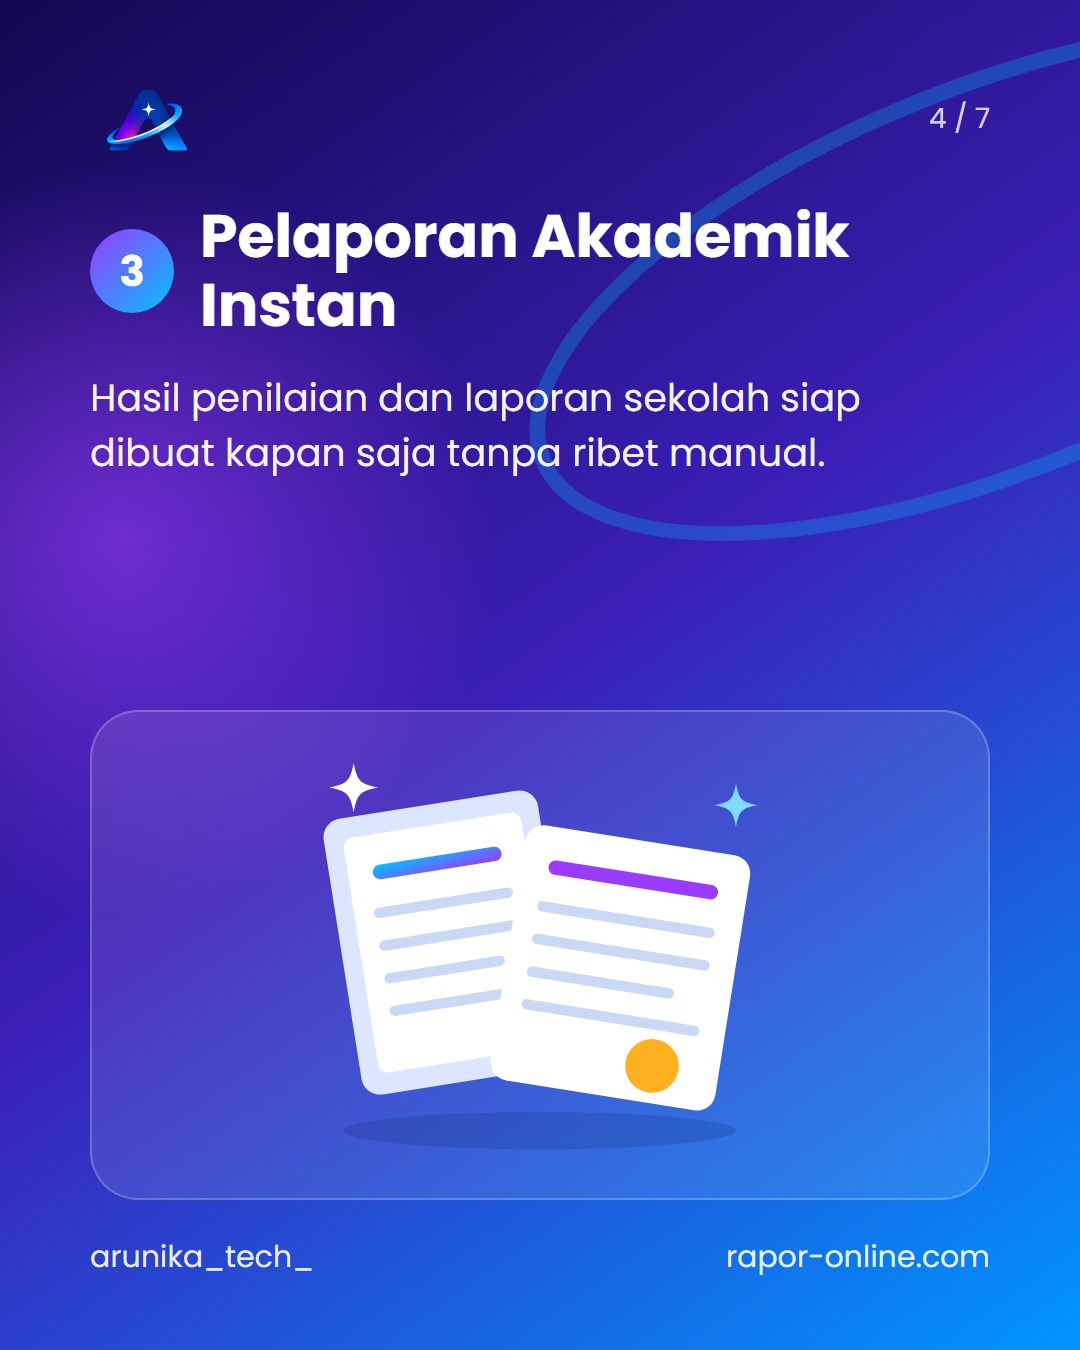 4 / 7
3
Pelaporan Akademik
Instan
Hasil penilaian dan laporan sekolah siap
dibuat kapan saja tanpa ribet manual.
arunika_tech_
rapor-online.com